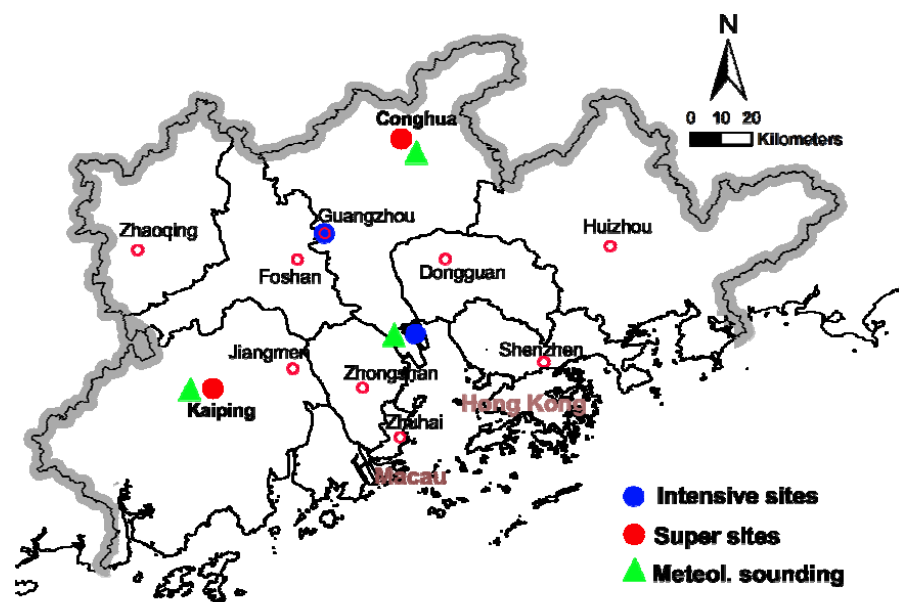 N
Conghua
0 10 20
Kilometers
Guangzhou
Zhaoqing
Huizhou
Foshan
Dongguan
Jiangmen
Shenzhen
Zhongshan
Hong Kong
Kaiping
Zhuhai
Macau
Intensive sites
Super sites
Meteol. sounding